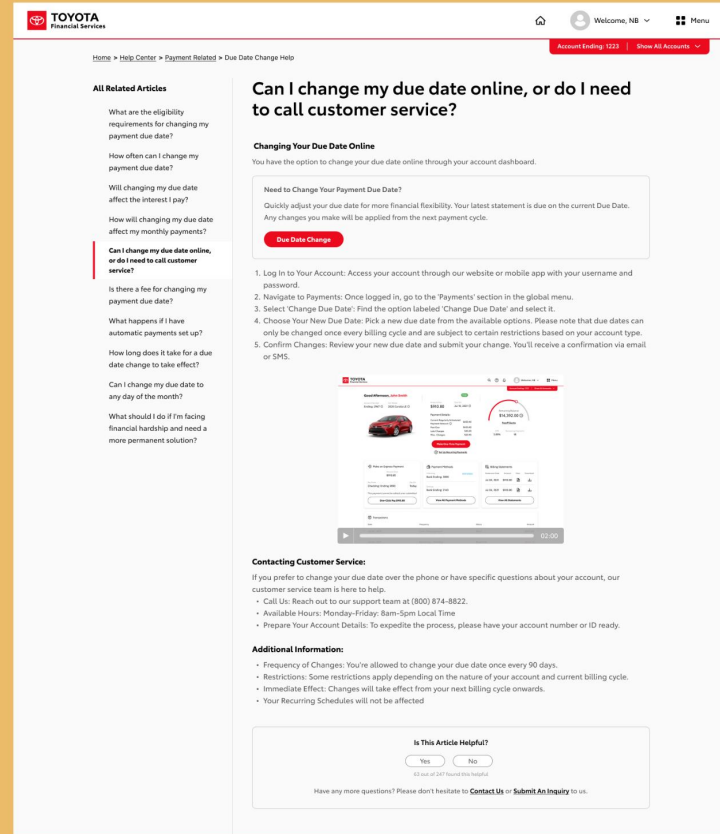 TOYOTA
Financial Services
Welcome, NB
Menu
Account Ending: 1223 | Show All Accounts
Home > Help Center > Payment Related > Due Date Change Help
All Related Articles
What are the eligibility
requirements for changing my
payment due date?
How often can I change my
payment due date?
Will changing my due date
affect the interest I pay?
How will changing my due date
affect my monthly payments?
Can I change my due date online,
or do I need to call customer
service?
Is there a fee for changing my
payment due date?
What happens if I have
automatic payments set up?
How long does it take for a due
date change to take effect?
Can I change my due date to
any day of the month?
What should I do if I'm facing
financial hardship and need a
more permanent solution?
Can I change my due date online, or do I need
to call customer service?
Changing Your Due Date Online
You have the option to change your due date online through your account dashboard.
Need to Change Your Payment Due Date?
Quickly adjust your due date for more financial flexibility. Your latest statement is due on the current Due Date.
Any changes you make will be applied from the next payment cycle.
Due Date Change
1. Log In to Your Account: Access your account through our website or mobile app with your username and
password.
2. Navigate to Payments: Once logged in, go to the 'Payments' section in the global menu.
3. Select 'Change Due Date': Find the option labeled 'Change Due Date' and select it.
4. Choose Your New Due Date: Pick a new due date from the available options. Please note that due dates can
only be changed once every billing cycle and are subject to certain restrictions based on your account type.
5. Confirm Changes: Review your new due date and submit your change. You'll receive a confirmation via email
or SMS.
TOYOTA
Good Afternoon, John Smith
$910.00
$14,392.00
02:00
Contacting Customer Service:
If you prefer to change your due date over the phone or have specific questions about your account, our
customer service team is here to help.
• Call Us: Reach out to our support team at (800) 874-8822.
• Available Hours: Monday-Friday: 8am-5pm Local Time
• Prepare Your Account Details: To expedite the process, please have your account number or ID ready.
Additional Information:
• Frequency of Changes: You're allowed to change your due date once every 90 days.
• Restrictions: Some restrictions apply depending on the nature of your account and current billing cycle.
• Immediate Effect: Changes will take effect from your next billing cycle onwards.
• Your Recurring Schedules will not be affected
Is This Article Helpful?
Yes
No
63 out of 247 found this helpful
Have any more questions? Please don't hesitate to Contact Us or Submit An Inquiry to us.